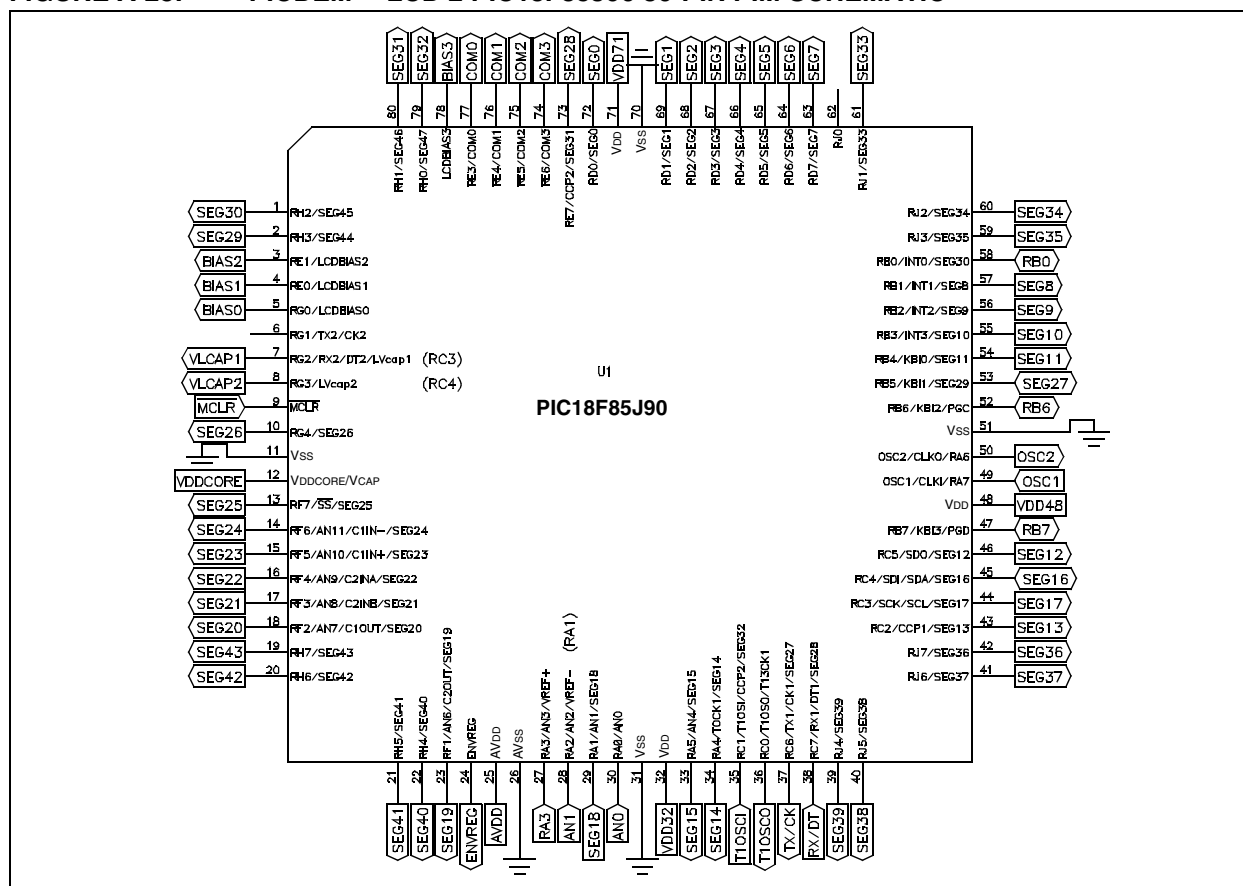 SEG31 SEG32 BIAS3 COM0 COM1 COM2 COM3 SEG28 SEG0 VDD71 SEG1 SEG2 SEG3 SEG4 SEG5 SEG6 SEG7 SEG33
80 79 78 77 76 75 74 73 72 71 70 69 68 67 66 65 64 63 62 61
RH1/SEG46 RH0/SEG47 LCDBIAS3 RE3/COM0 RE4/COM1 RE5/COM2 RE6/COM3 RE7/CCP2/SEG31 RD0/SEG0 VDD VSS RD1/SEG1 RD2/SEG2 RD3/SEG3 RD4/SEG4 RD5/SEG5 RD6/SEG6 RD7/SEG7 RJ0 RJ1/SEG33
SEG30 1 RH2/SEG45
SEG29 2 RH3/SEG44
BIAS2 3 RE1/LCDBIAS2
BIAS1 4 RE0/LCDBIAS1
BIAS0 5 RG0/LCDBIAS0
6 RG1/TX2/CK2
VLCAP1 7 RG2/RX2/DT2/LVcap1 (RC3)
VLCAP2 8 RG3/LVcap2 (RC4)
MCLR 9 MCLR
SEG26 10 RG4/SEG26
11 VSS
VDDCORE 12 VDDCORE/VCAP
SEG25 13 RF7/SS/SEG25
SEG24 14 RF6/AN11/C1IN-/SEG24
SEG23 15 RF5/AN10/C1IN+/SEG23
SEG22 16 RF4/AN9/C2INA/SEG22
SEG21 17 RF3/AN8/C2INB/SEG21
SEG20 18 RF2/AN7/C1OUT/SEG20
SEG43 19 RH7/SEG43
SEG42 20 RH6/SEG42
U1
PIC18F85J90
RJ2/SEG34 60 SEG34
RJ3/SEG35 59 SEG35
RB0/INT0/SEG30 58 RB0
RB1/INT1/SEG8 57 SEG8
RB2/INT2/SEG9 56 SEG9
RB3/INT3/SEG10 55 SEG10
RB4/KBI0/SEG11 54 SEG11
RB5/KBI1/SEG29 53 SEG27
RB6/KBI2/PGC 52 RB6
VSS 51
OSC2/CLKO/RA6 50 OSC2
OSC1/CLKI/RA7 49 OSC1
VDD 48 VDD48
RB7/KBI3/PGD 47 RB7
RC5/SDO/SEG12 46 SEG12
RC4/SDI/SDA/SEG16 45 SEG16
RC3/SCK/SCL/SEG17 44 SEG17
RC2/CCP1/SEG13 43 SEG13
RJ7/SEG36 42 SEG36
RJ6/SEG37 41 SEG37
(RA1)
RH5/SEG41 RH4/SEG40 RF1/AN6/C2OUT/SEG19 ENVREG AVDD AVSS RA3/AN3/VREF+ RA2/AN2/VREF- RA1/AN1/SEG18 RA0/AN0 VSS VDD RA5/AN4/SEG15 RA4/TOCK1/SEG14 RC1/T1OSI/CCP2/SEG32 RC0/T1OSO/T13CK1 RC6/TX1/CK1/SEG27 RC7/RX1/DT1/SEG28 RJ4/SEG39 RJ5/SEG38
21 22 23 24 25 26 27 28 29 30 31 32 33 34 35 36 37 38 39 40
SEG41 SEG40 SEG19 ENVREG AVDD RA3 AN1 SEG18 AN0 VDD32 SEG15 SEG14 T1OSCI T1OSCO TX/CK RX/DT SEG39 SEG38